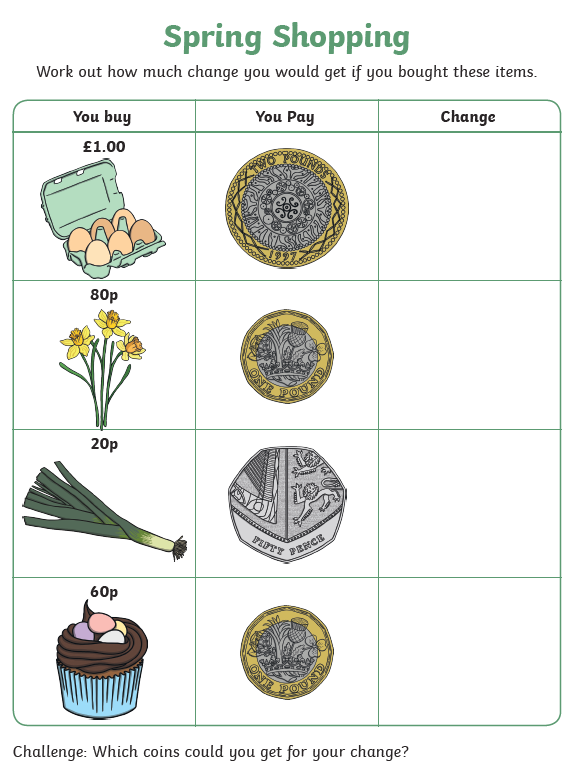 Spring Shopping
Work out how much change you would get if you bought these items.
You buy You Pay Change
£1.00
TWO POUNDS
1997
80p
ONE POUND
20p
FIFTY PENCE
60p
ONE POUND
Challenge: Which coins could you get for your change?